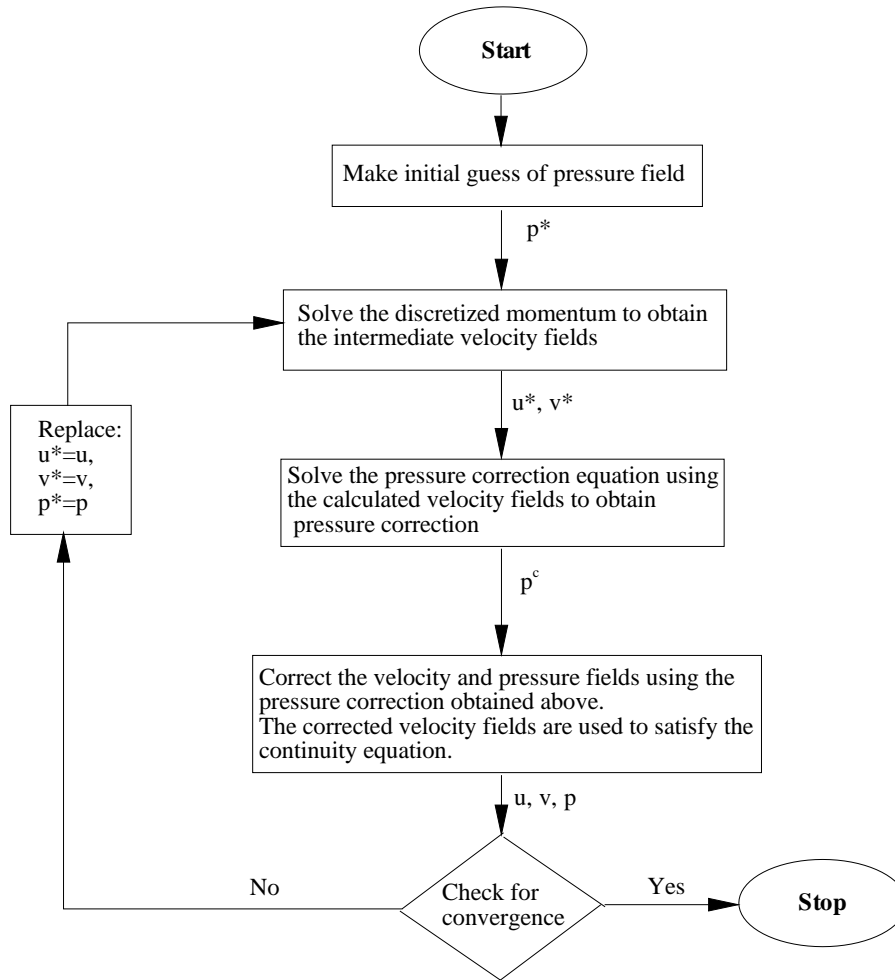 Start
Make initial guess of pressure field
p*
Solve the discretized momentum to obtain
the intermediate velocity fields
u*, v*
Replace:
u*=u,
v*=v,
p*=p
Solve the pressure correction equation using
the calculated velocity fields to obtain
pressure correction
pᶜ
Correct the velocity and pressure fields using the
pressure correction obtained above.
The corrected velocity fields are used to satisfy the
continuity equation.
u, v, p
No
Check for
convergence
Yes
Stop